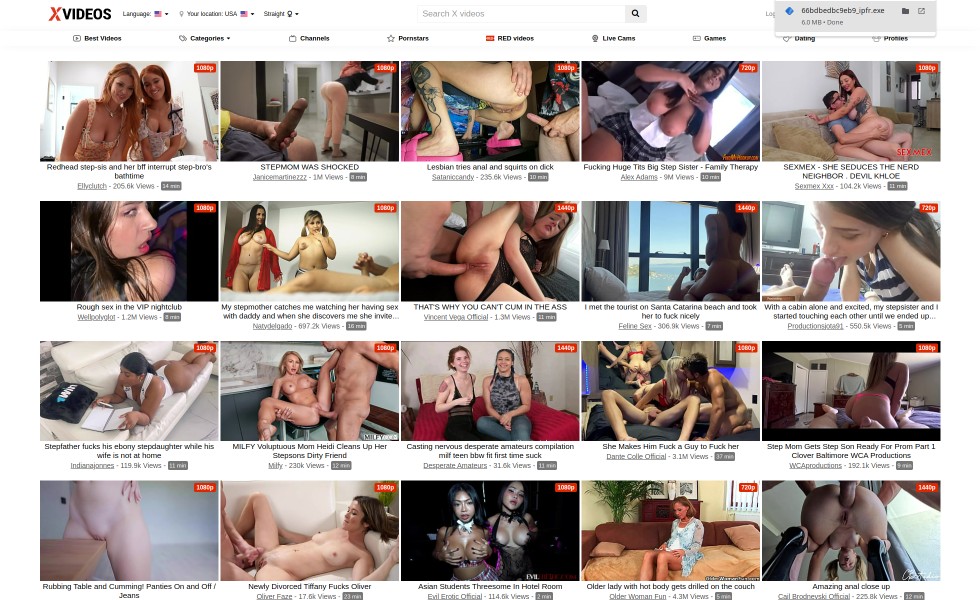 XVIDEOS
Language:
Your location: USA
Straight
Search X videos
66bdbedbc9eb9_ipfr.exe
6.0 MB • Done
Best Videos
Categories
Channels
Pornstars
RED videos
Live Cams
Games
Dating
Profiles
1080p
1080p
1080p
720p
1080p
SEXMEX
Redhead step-sis and her bff interrupt step-bro's
bathtime
Ellyclutch - 205.6k Views - 14 min
STEPMOM WAS SHOCKED
Janicemartinezzz - 1M Views - 8 min
Lesbian tries anal and squirts on dick
Sataniccandy - 235.6k Views - 10 min
Fucking Huge Tits Big Step Sister - Family Therapy
Alex Adams - 9M Views - 10 min
SEXMEX - SHE SEDUCES THE NERD
NEIGHBOR . DEVIL KHLOE
Sexmex Xxx - 104.2k Views - 11 min
1080p
1080p
1440p
1440p
720p
Rough sex in the VIP nightclub
Wellpolyglot - 1.2M Views - 8 min
My stepmother catches me watching her having sex
with daddy and when she discovers me she invite...
Natydelgado - 697.2k Views - 16 min
THAT'S WHY YOU CAN'T CUM IN THE ASS
Vincent Vega Official - 1.3M Views - 11 min
I met the tourist on Santa Catarina beach and took
her to fuck nicely
Feline Sex - 306.9k Views - 7 min
With a cabin alone and excited, my stepsister and I
started touching each other until we ended up...
Productionsjota91 - 550.5k Views - 5 min
1080p
1080p
1440p
1080p
1080p
Stepfather fucks his ebony stepdaughter while his
wife is not at home
Indianajonnes - 119.9k Views - 11 min
MILFY Voluptuous Mom Heidi Cleans Up Her
Stepsons Dirty Friend
Milfy - 230k Views - 12 min
Casting nervous desperate amateurs compilation
milf teen bbw fit first time suck
Desperate Amateurs - 31.6k Views - 11 min
She Makes Him Fuck a Guy to Fuck her
Dante Colle Official - 3.1M Views - 37 min
Step Mom Gets Step Son Ready For Prom Part 1
Clover Baltimore WCA Productions
WCAproductions - 192.1k Views - 9 min
1080p
1080p
1080p
720p
1440p
EVIL
Rubbing Table and Cumming! Panties On and Off /
Jeans
Newly Divorced Tiffany Fucks Oliver
Oliver Faze - 17.6k Views - 23 min
Asian Students Threesome In Hotel Room
Evil Erotic Official - 114.6k Views - 2 min
Older lady with hot body gets drilled on the couch
Older Woman Fun - 4.3M Views - 5 min
Amazing anal close up
Cail Brodnevski Official - 225.8k Views - 12 min